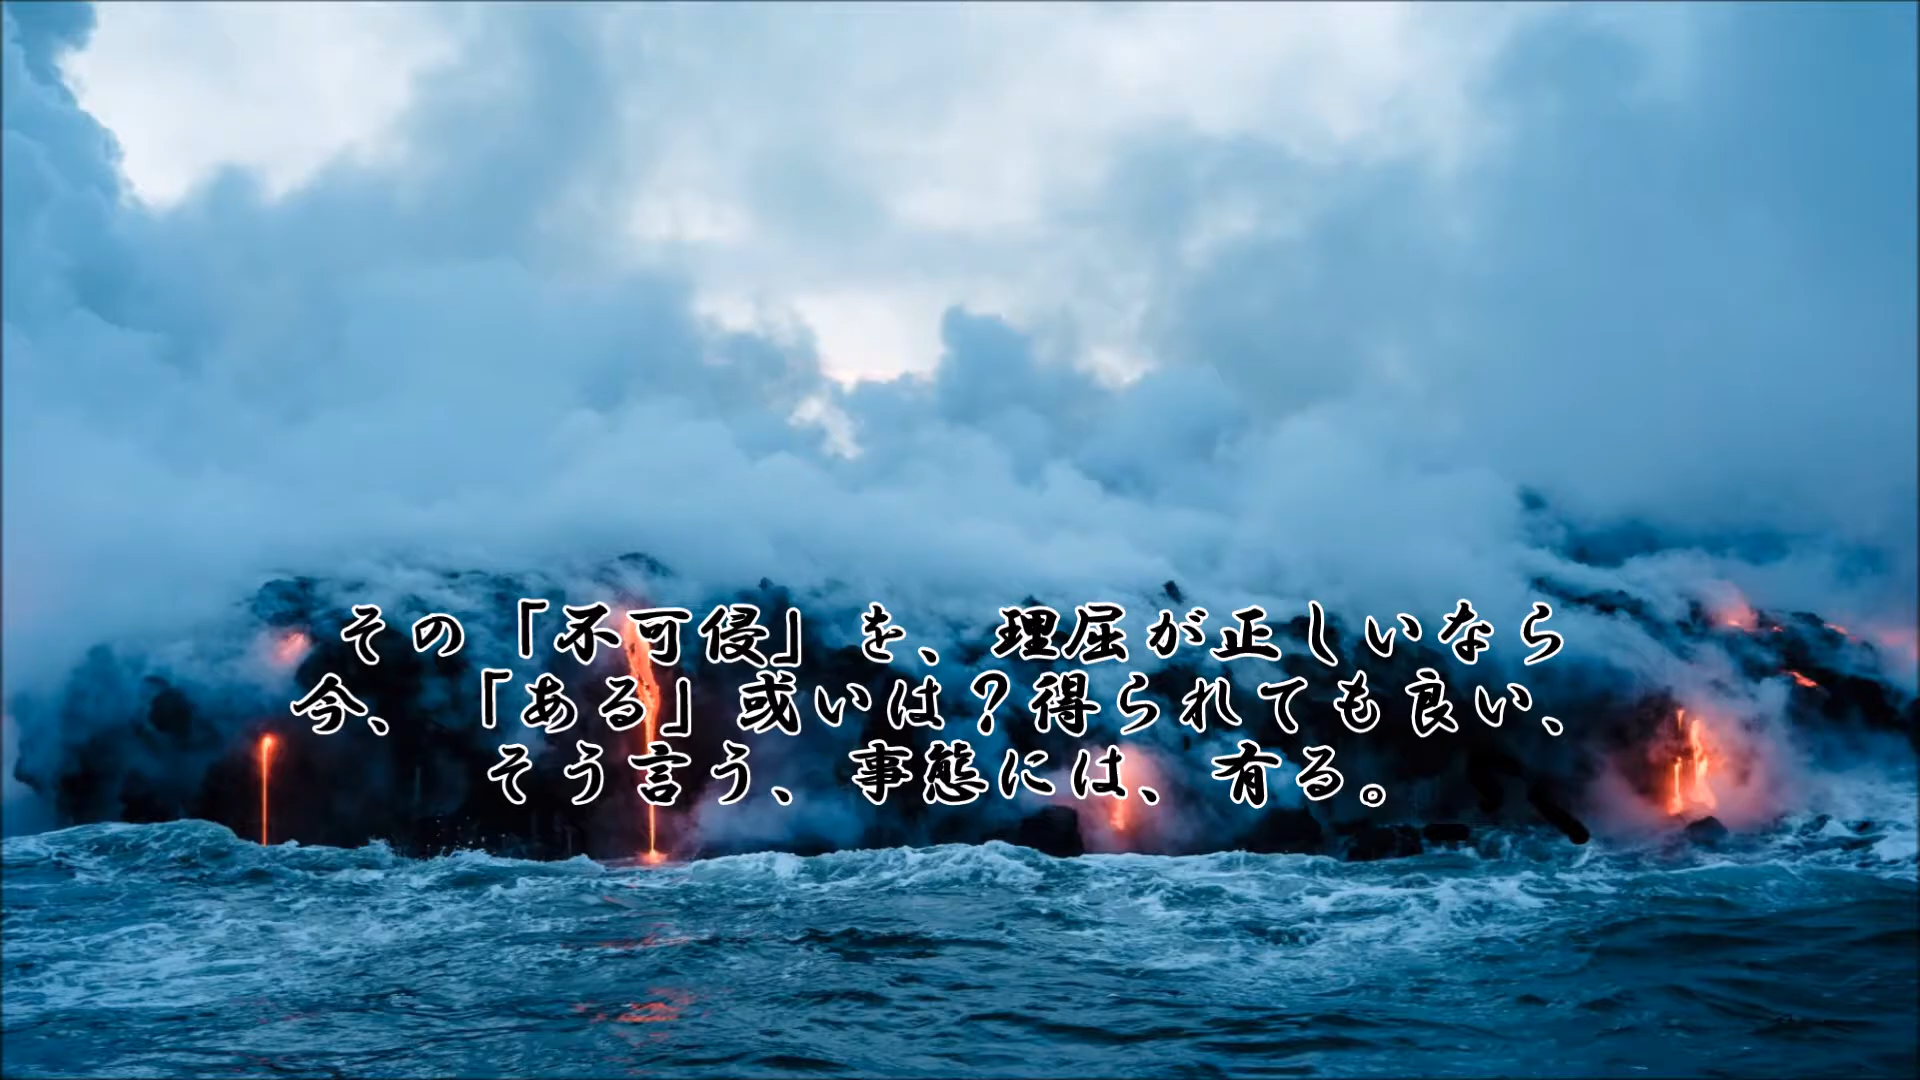 その「不可侵」を、理屈が正しいなら
今、「ある」或いは？得られても良い、
そう言う、事態には、有る。